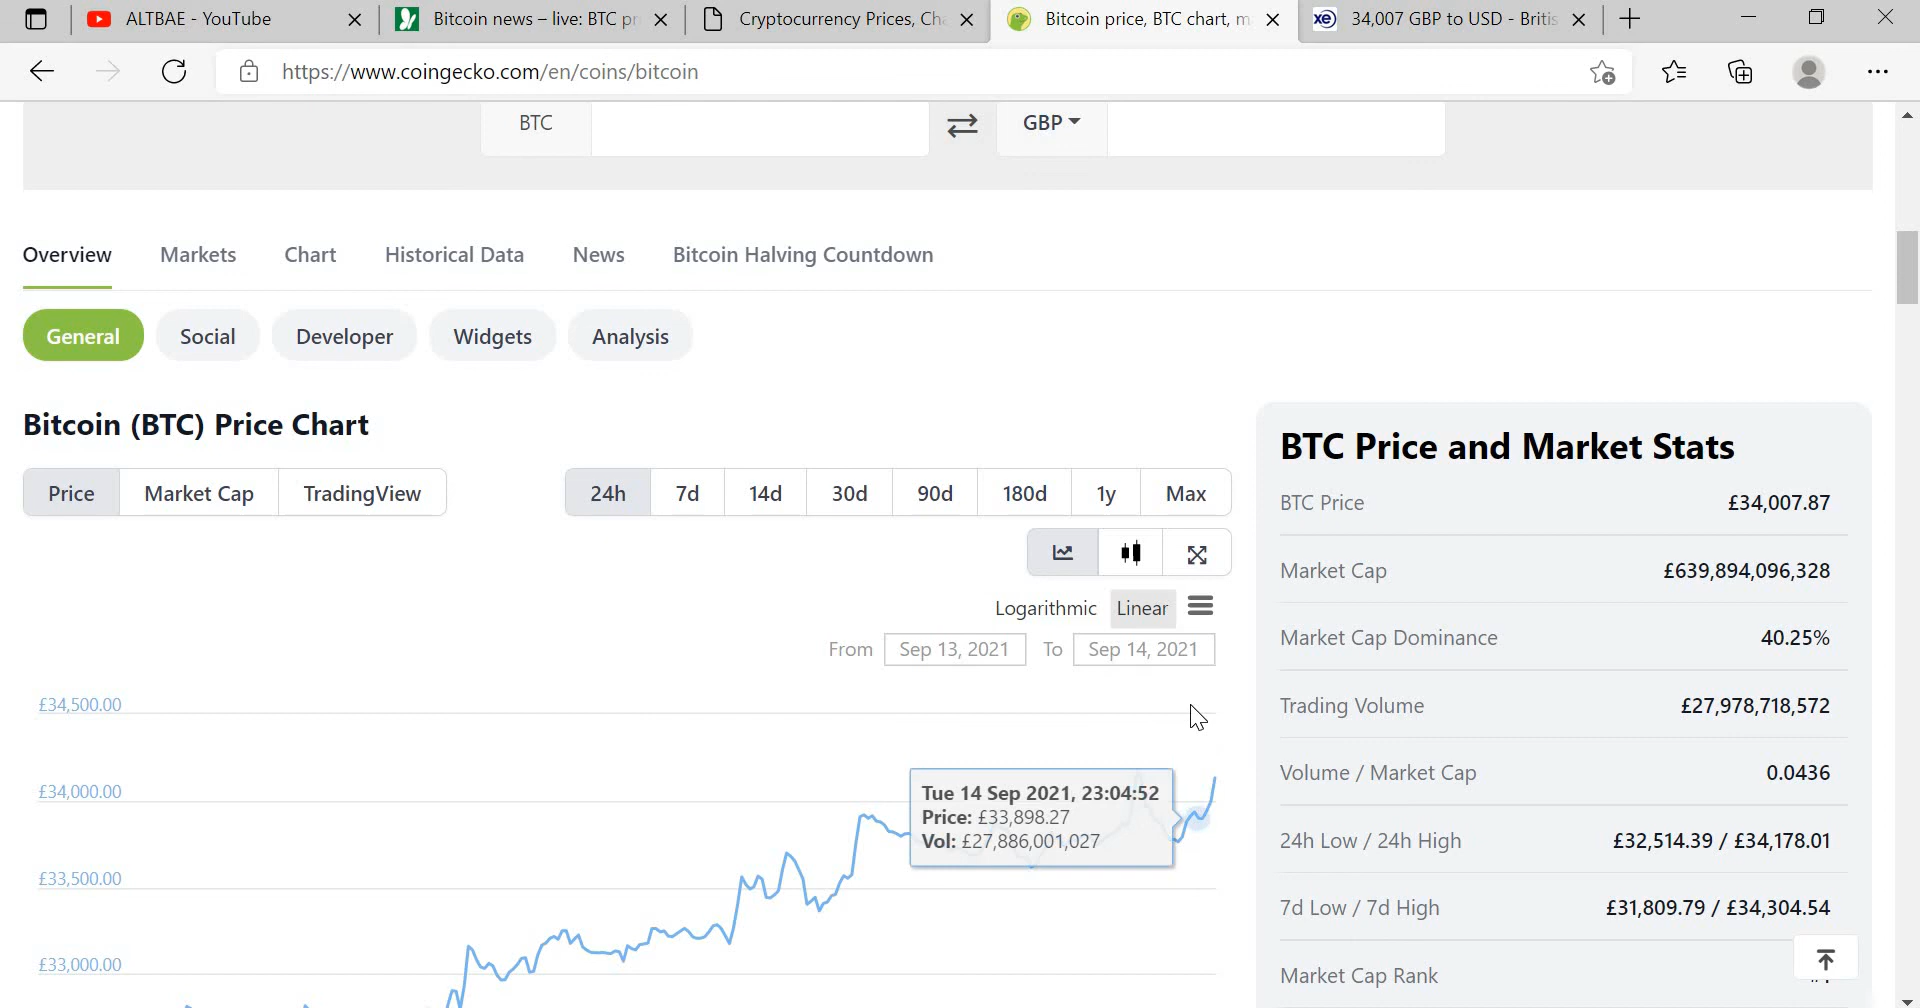 ALTBAE - YouTube
Bitcoin news – live: BTC pr
Cryptocurrency Prices, Cha
Bitcoin price, BTC chart, m
34,007 GBP to USD - Britis
https://www.coingecko.com/en/coins/bitcoin
BTC
GBP
Overview Markets Chart Historical Data News Bitcoin Halving Countdown
General Social Developer Widgets Analysis
Bitcoin (BTC) Price Chart
Price Market Cap TradingView
24h 7d 14d 30d 90d 180d 1y Max
Logarithmic Linear
From Sep 13, 2021 To Sep 14, 2021
£34,500.00
£34,000.00
£33,500.00
£33,000.00
Tue 14 Sep 2021, 23:04:52
Price: £33,898.27
Vol: £27,886,001,027
BTC Price and Market Stats
BTC Price £34,007.87
Market Cap £639,894,096,328
Market Cap Dominance 40.25%
Trading Volume £27,978,718,572
Volume / Market Cap 0.0436
24h Low / 24h High £32,514.39 / £34,178.01
7d Low / 7d High £31,809.79 / £34,304.54
Market Cap Rank